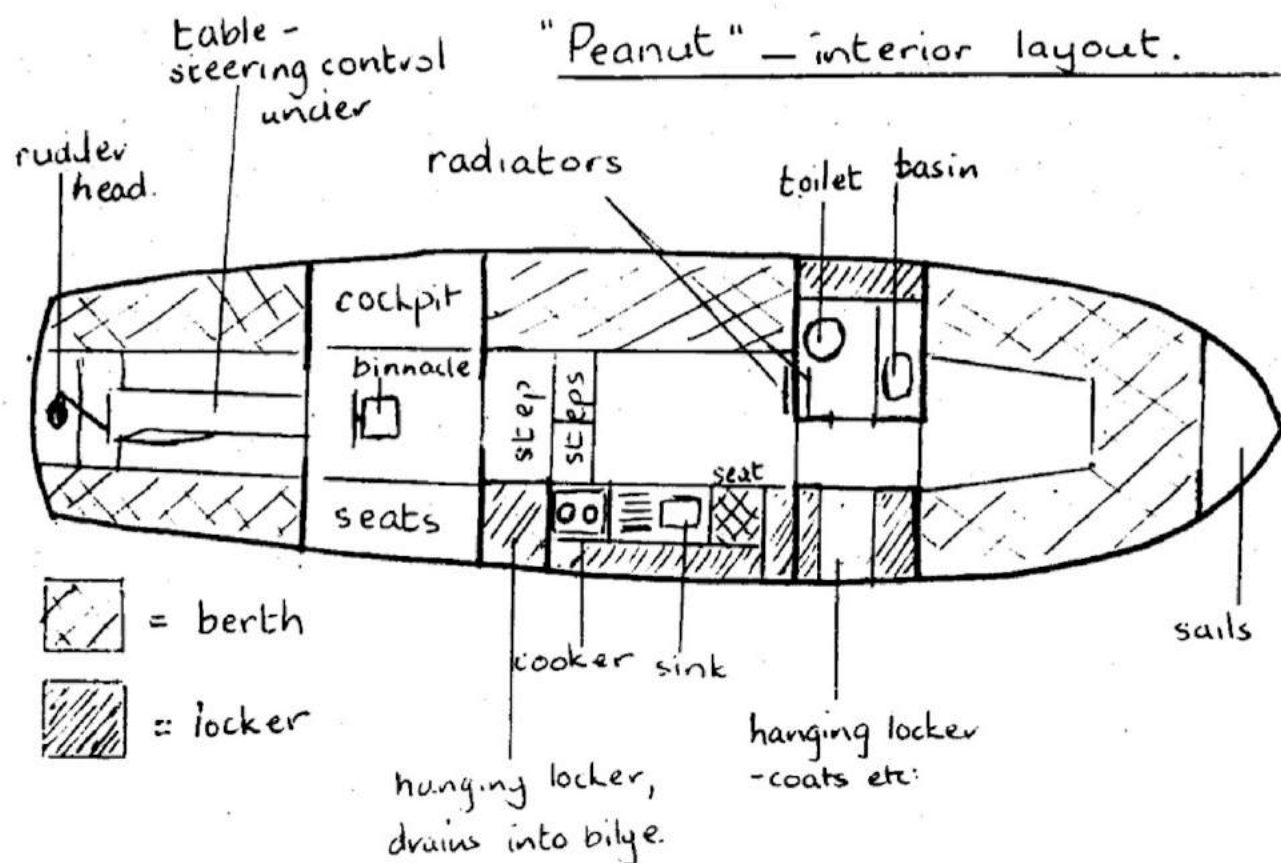 "Peanut" — interior layout.
table -
steering control
under
rudder
head.
radiators
toilet
basin
cockpit
binnacle
step
steps
seat
seats
= berth
= locker
cooker
sink
sails
hanging locker,
drains into bilge.
hanging locker
-coats etc: